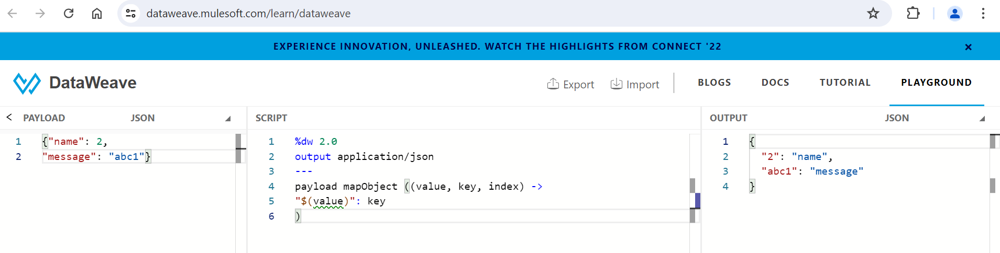 dataweave.mulesoft.com/learn/dataweave
EXPERIENCE INNOVATION, UNLEASHED. WATCH THE HIGHLIGHTS FROM CONNECT '22 ×
DataWeave Export Import BLOGS DOCS TUTORIAL PLAYGROUND
< PAYLOAD JSON
1 {"name": 2,
2 "message": "abc1"}
SCRIPT
1 %dw 2.0
2 output application/json
3 ---
4 payload mapObject ((value, key, index) ->
5 "$(value)": key
6 )
OUTPUT JSON
1 {
2 "2": "name",
3 "abc1": "message"
4 }